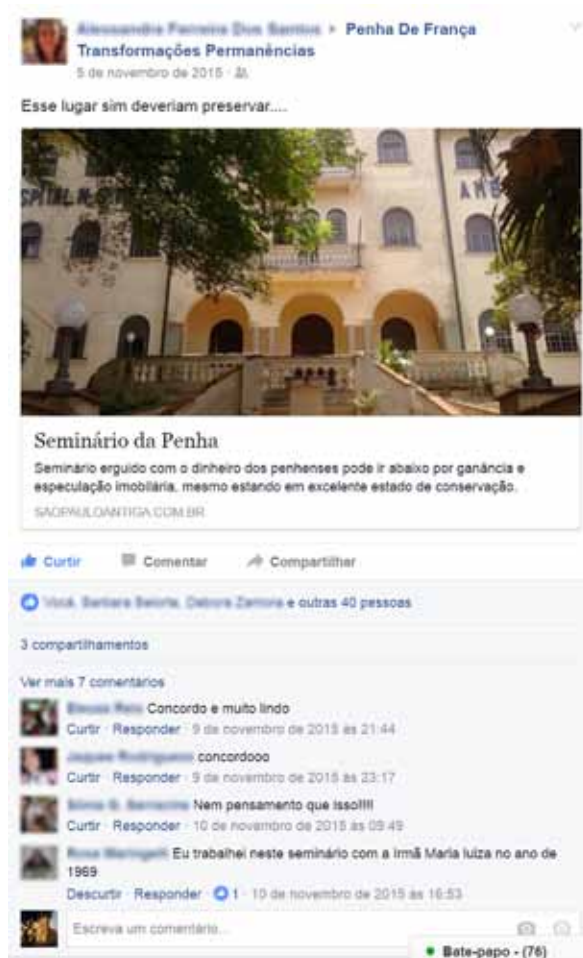 Penha De França
Transformações Permanências
5 de novembro de 2015
Esse lugar sim deveriam preservar....
Seminário da Penha
Seminário erguido com o dinheiro dos penhenses pode ir abaixo por ganância e
especulação imobiliária, mesmo estando em excelente estado de conservação.
SAOPAULOANTIGA.COM.BR
Curtir Comentar Compartilhar
e outras 40 pessoas
3 compartilhamentos
Ver mais 7 comentários
Concordo e muito lindo
Curtir · Responder · 9 de novembro de 2015 às 21:44
concordooo
Curtir · Responder · 9 de novembro de 2015 às 23:17
Nem pensamento que isso!!!!
Curtir · Responder · 10 de novembro de 2015 às 09:49
Eu trabalhei neste seminário com a Irmã Maria luiza no ano de
1969
Descurtir · Responder · 1 · 10 de novembro de 2015 às 16:53
Escreva um comentário...
Bate-papo - (76)